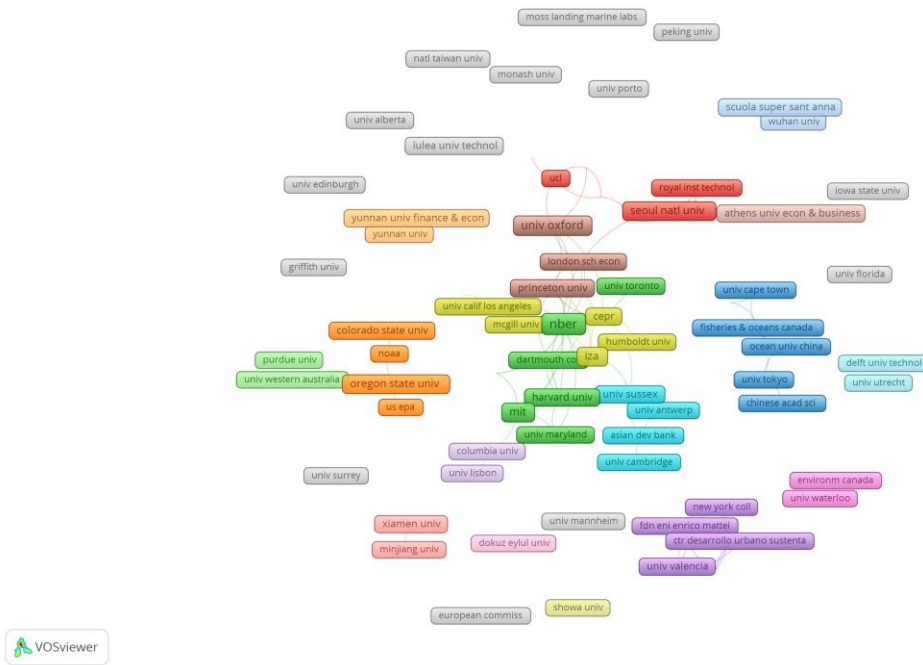 moss landing marine labs
peking univ
natl taiwan univ
monash univ
univ porto
scuola super sant anna
wuhan univ
univ alberta
lulea univ technol
ucl
royal inst technol
univ edinburgh
iowa state univ
seoul natl univ
athens univ econ & business
yunnan univ finance & econ
univ oxford
yunnan univ
london sch econ
griffith univ
univ florida
princeton univ
univ toronto
univ cape town
univ calif los angeles
cepr
mcgill univ
nber
colorado state univ
fisheries & oceans canada
humboldt univ
ocean univ china
noaa
iza
purdue univ
dartmouth co
delft univ technol
univ western australia
univ tokyo
oregon state univ
univ utrecht
univ sussex
harvard univ
us epa
chinese acad sci
mit
univ antwerp
univ maryland
asian dev bank
columbia univ
univ cambridge
univ lisbon
univ surrey
environm canada
univ waterloo
new york coll
xiamen univ
univ mannheim
fdn eni enrico mattei
ctr desarrollo urbano sustenta
dokuz eylul univ
minjiang univ
univ valencia
showa univ
european commiss
VOSviewer